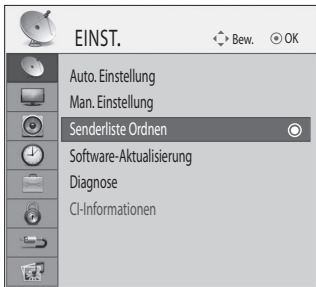 EINST.
Bew. OK
Auto. Einstellung
Man. Einstellung
Senderliste Ordnen
Software-Aktualisierung
Diagnose
CI-Informationen